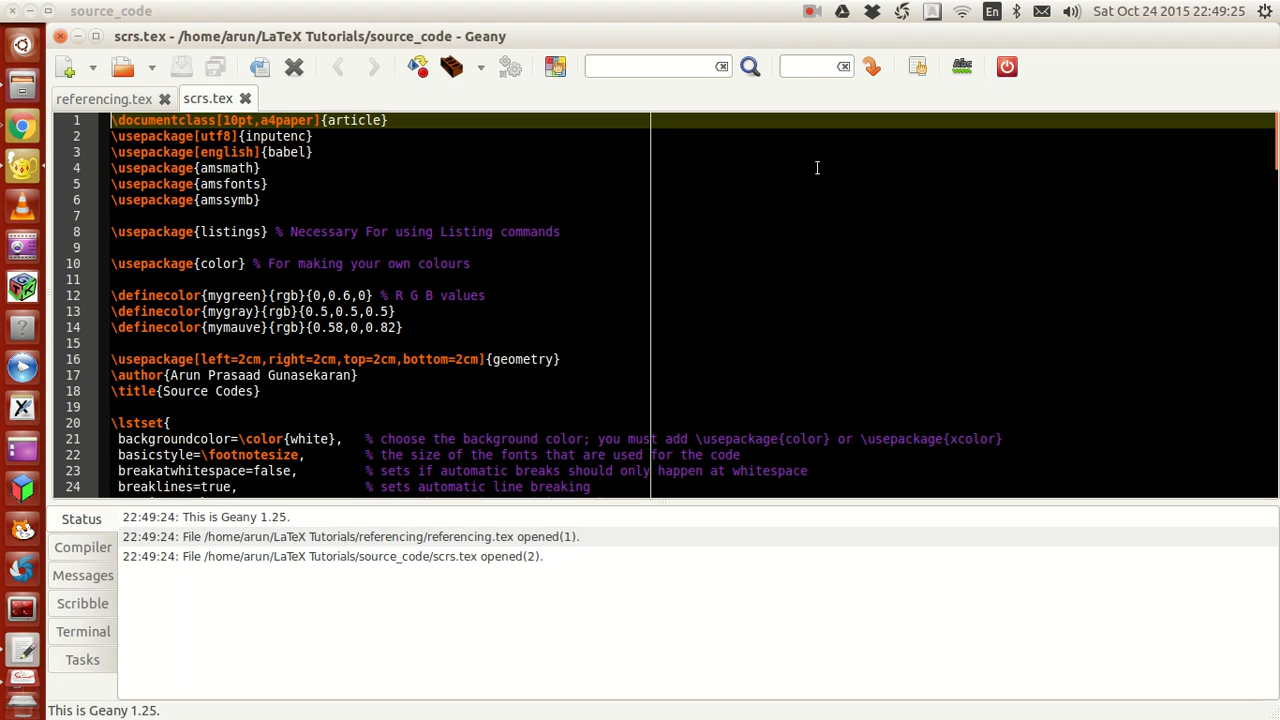 source_code
En
Sat Oct 24 2015 22:49:25
scrs.tex - /home/arun/LaTeX Tutorials/source_code - Geany
Abc
referencing.tex
scrs.tex
1 \documentclass[10pt,a4paper]{article}
2 \usepackage[utf8]{inputenc}
3 \usepackage[english]{babel}
4 \usepackage{amsmath}
5 \usepackage{amsfonts}
6 \usepackage{amssymb}
7
8 \usepackage{listings} % Necessary For using Listing commands
9
10 \usepackage{color} % For making your own colours
11
12 \definecolor{mygreen}{rgb}{0,0.6,0} % R G B values
13 \definecolor{mygray}{rgb}{0.5,0.5,0.5}
14 \definecolor{mymauve}{rgb}{0.58,0,0.82}
15
16 \usepackage[left=2cm,right=2cm,top=2cm,bottom=2cm]{geometry}
17 \author{Arun Prasaad Gunasekaran}
18 \title{Source Codes}
19
20 \lstset{
21 backgroundcolor=\color{white}, % choose the background color; you must add \usepackage{color} or \usepackage{xcolor}
22 basicstyle=\footnotesize, % the size of the fonts that are used for the code
23 breakatwhitespace=false, % sets if automatic breaks should only happen at whitespace
24 breaklines=true, % sets automatic line breaking
Status
Compiler
Messages
Scribble
Terminal
Tasks
22:49:24: This is Geany 1.25.
22:49:24: File /home/arun/LaTeX Tutorials/referencing/referencing.tex opened(1).
22:49:24: File /home/arun/LaTeX Tutorials/source_code/scrs.tex opened(2).
This is Geany 1.25.